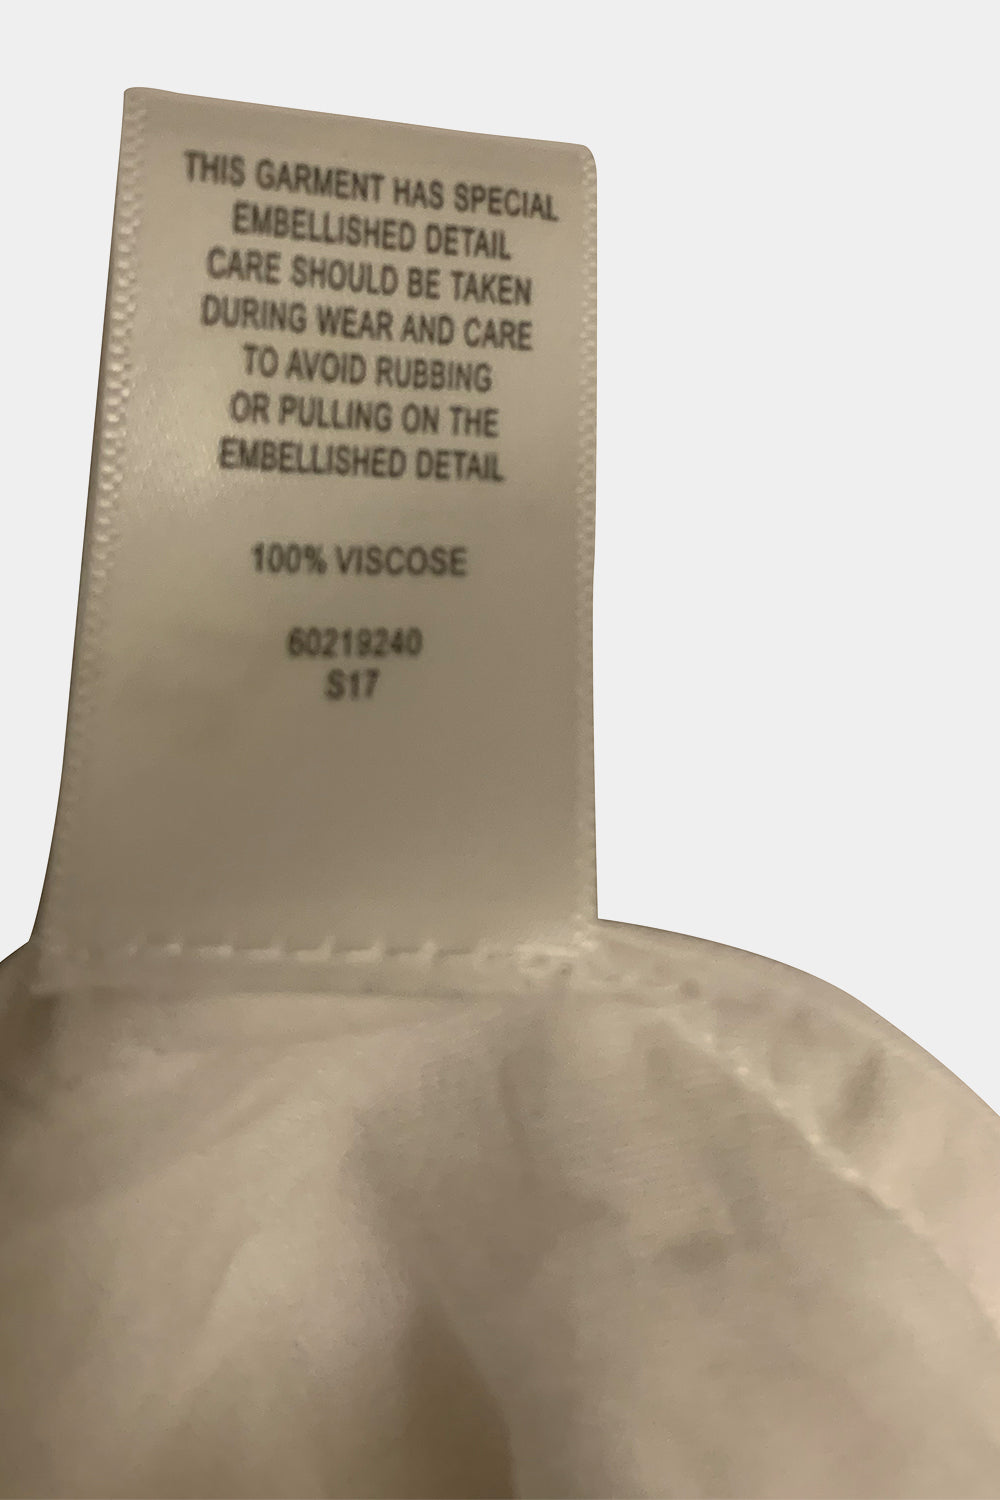 THIS GARMENT HAS SPECIAL
EMBELLISHED DETAIL
CARE SHOULD BE TAKEN
DURING WEAR AND CARE
TO AVOID RUBBING
OR PULLING ON THE
EMBELLISHED DETAIL
100% VISCOSE
60219240
S17